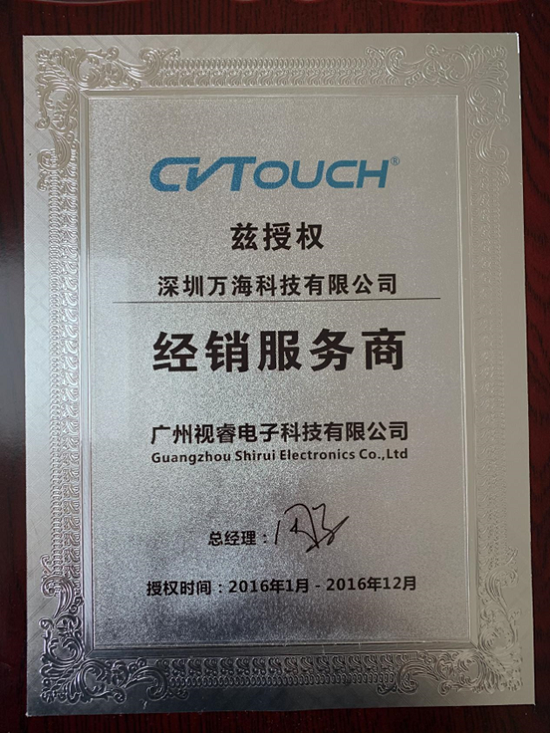 CVTOUCH®
兹授权
深圳万海科技有限公司
经销服务商
广州视睿电子科技有限公司
Guangzhou Shirui Electronics Co.,Ltd
总经理：
授权时间：2016年1月 - 2016年12月